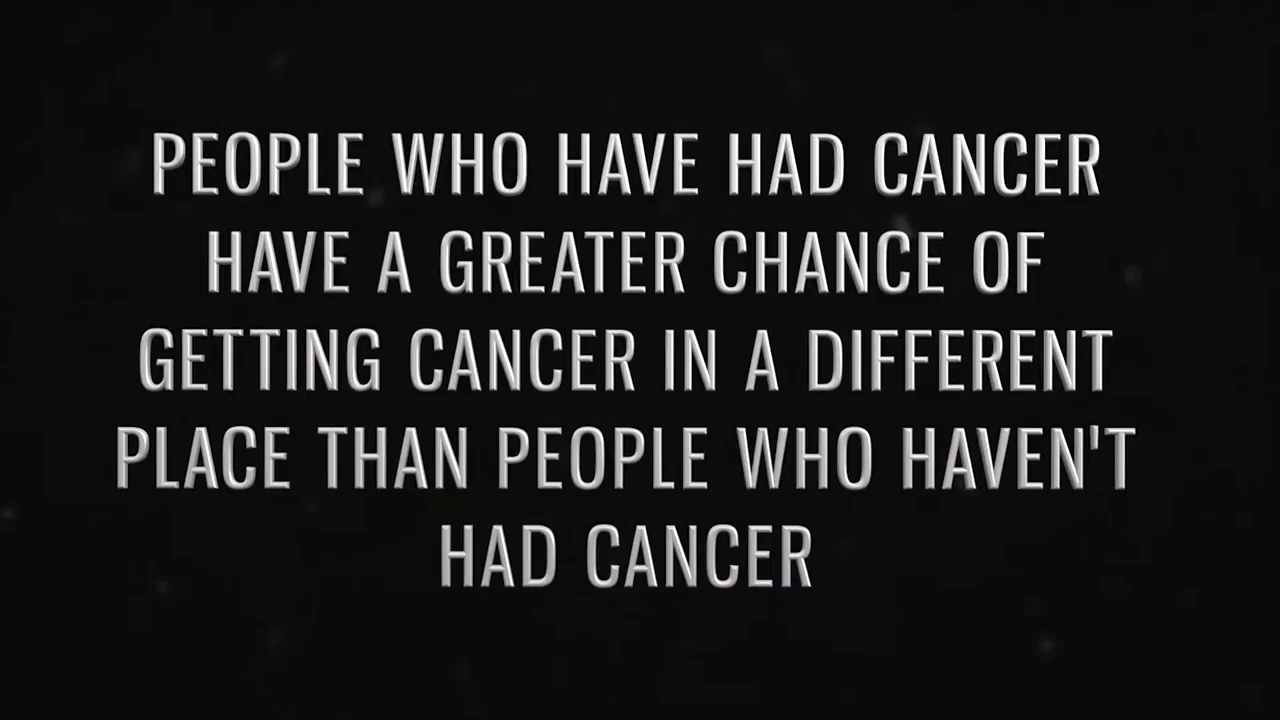 PEOPLE WHO HAVE HAD CANCER
HAVE A GREATER CHANCE OF
GETTING CANCER IN A DIFFERENT
PLACE THAN PEOPLE WHO HAVEN'T
HAD CANCER